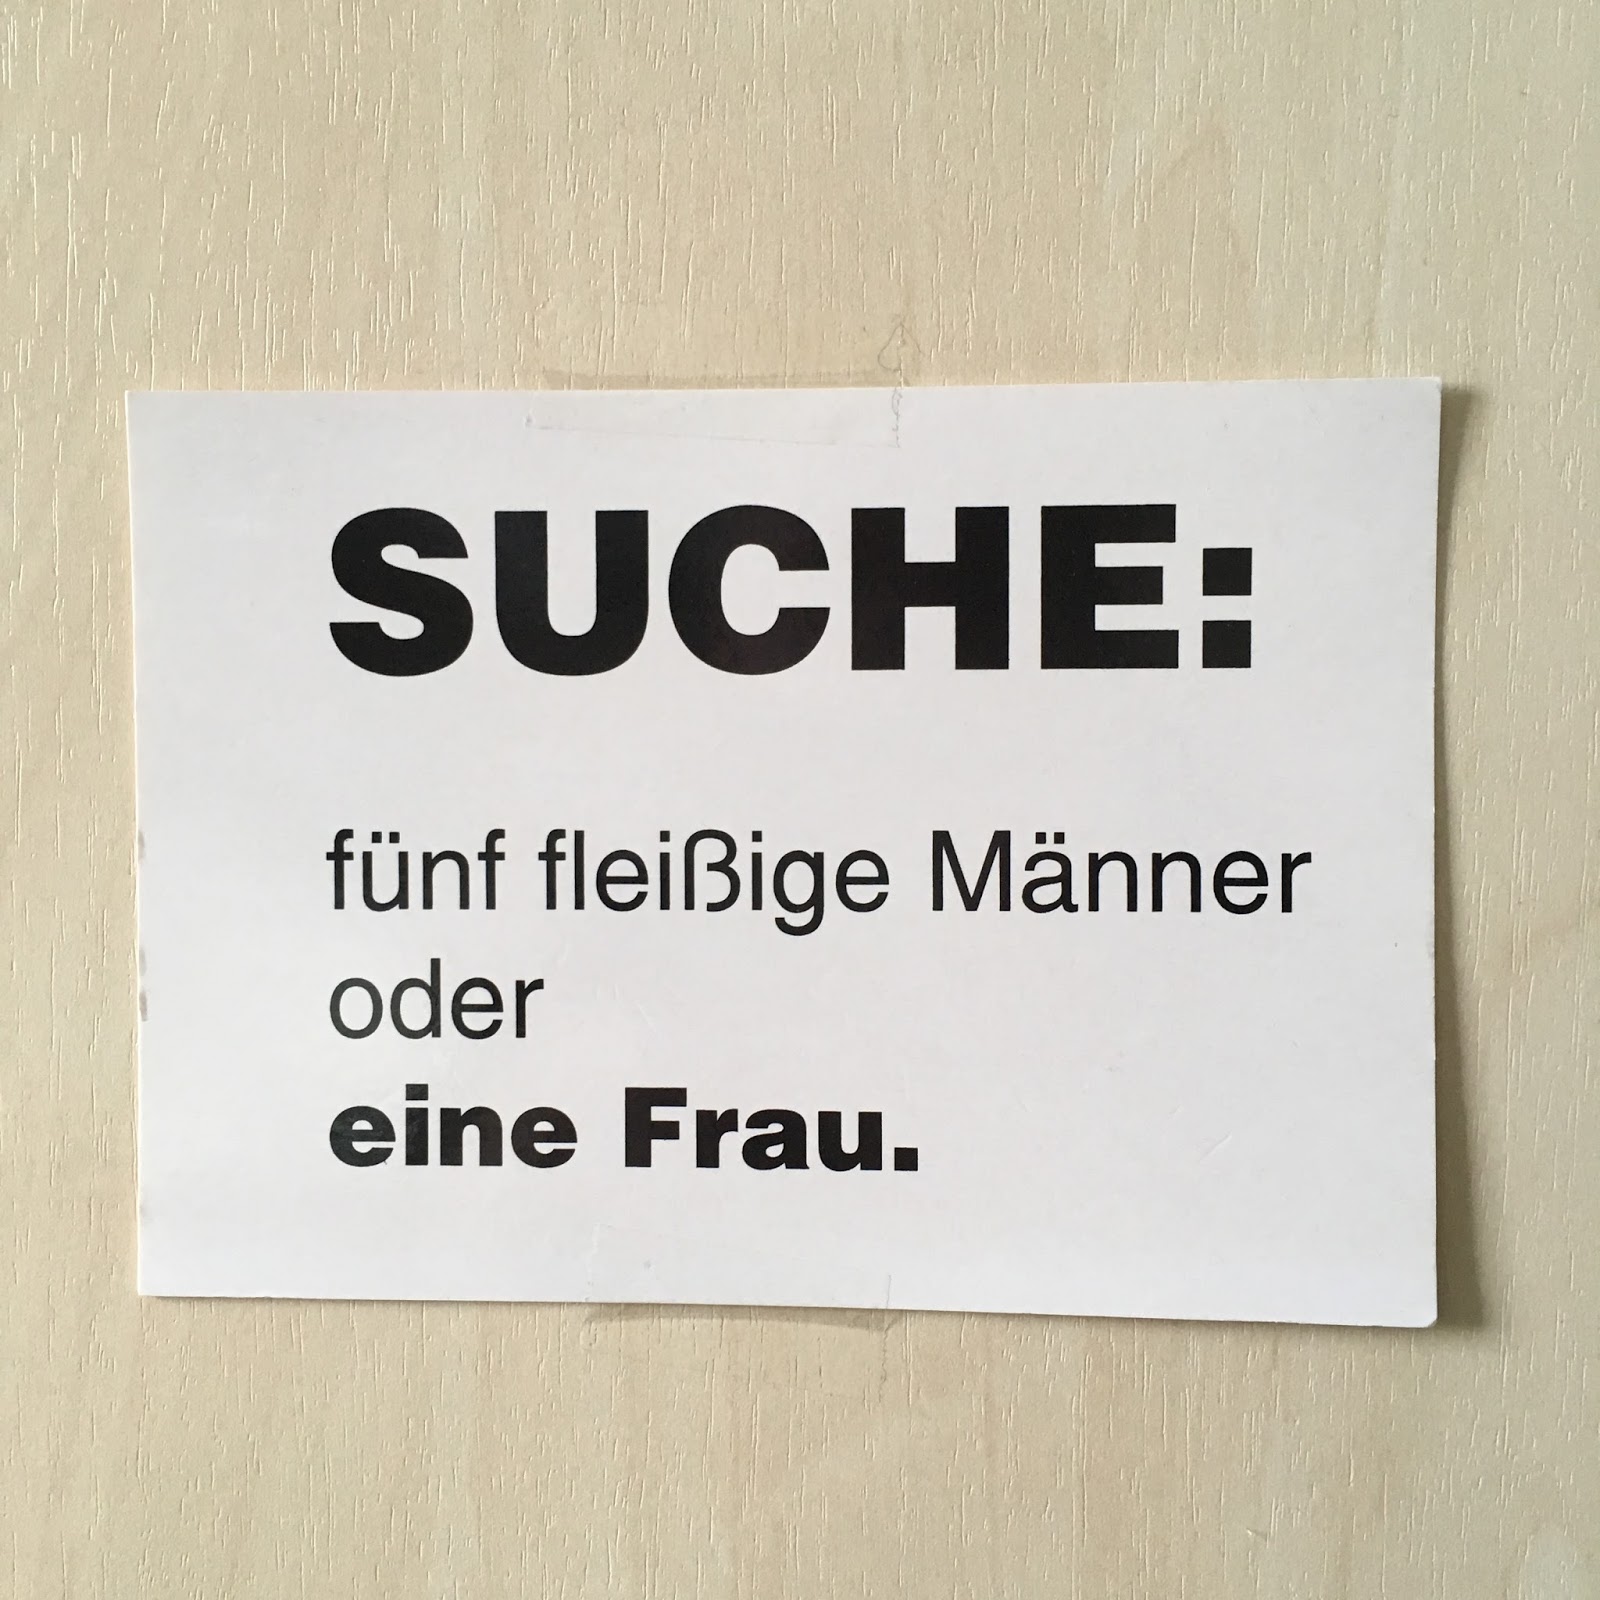 SUCHE:
fünf fleißige Männer
oder
eine Frau.